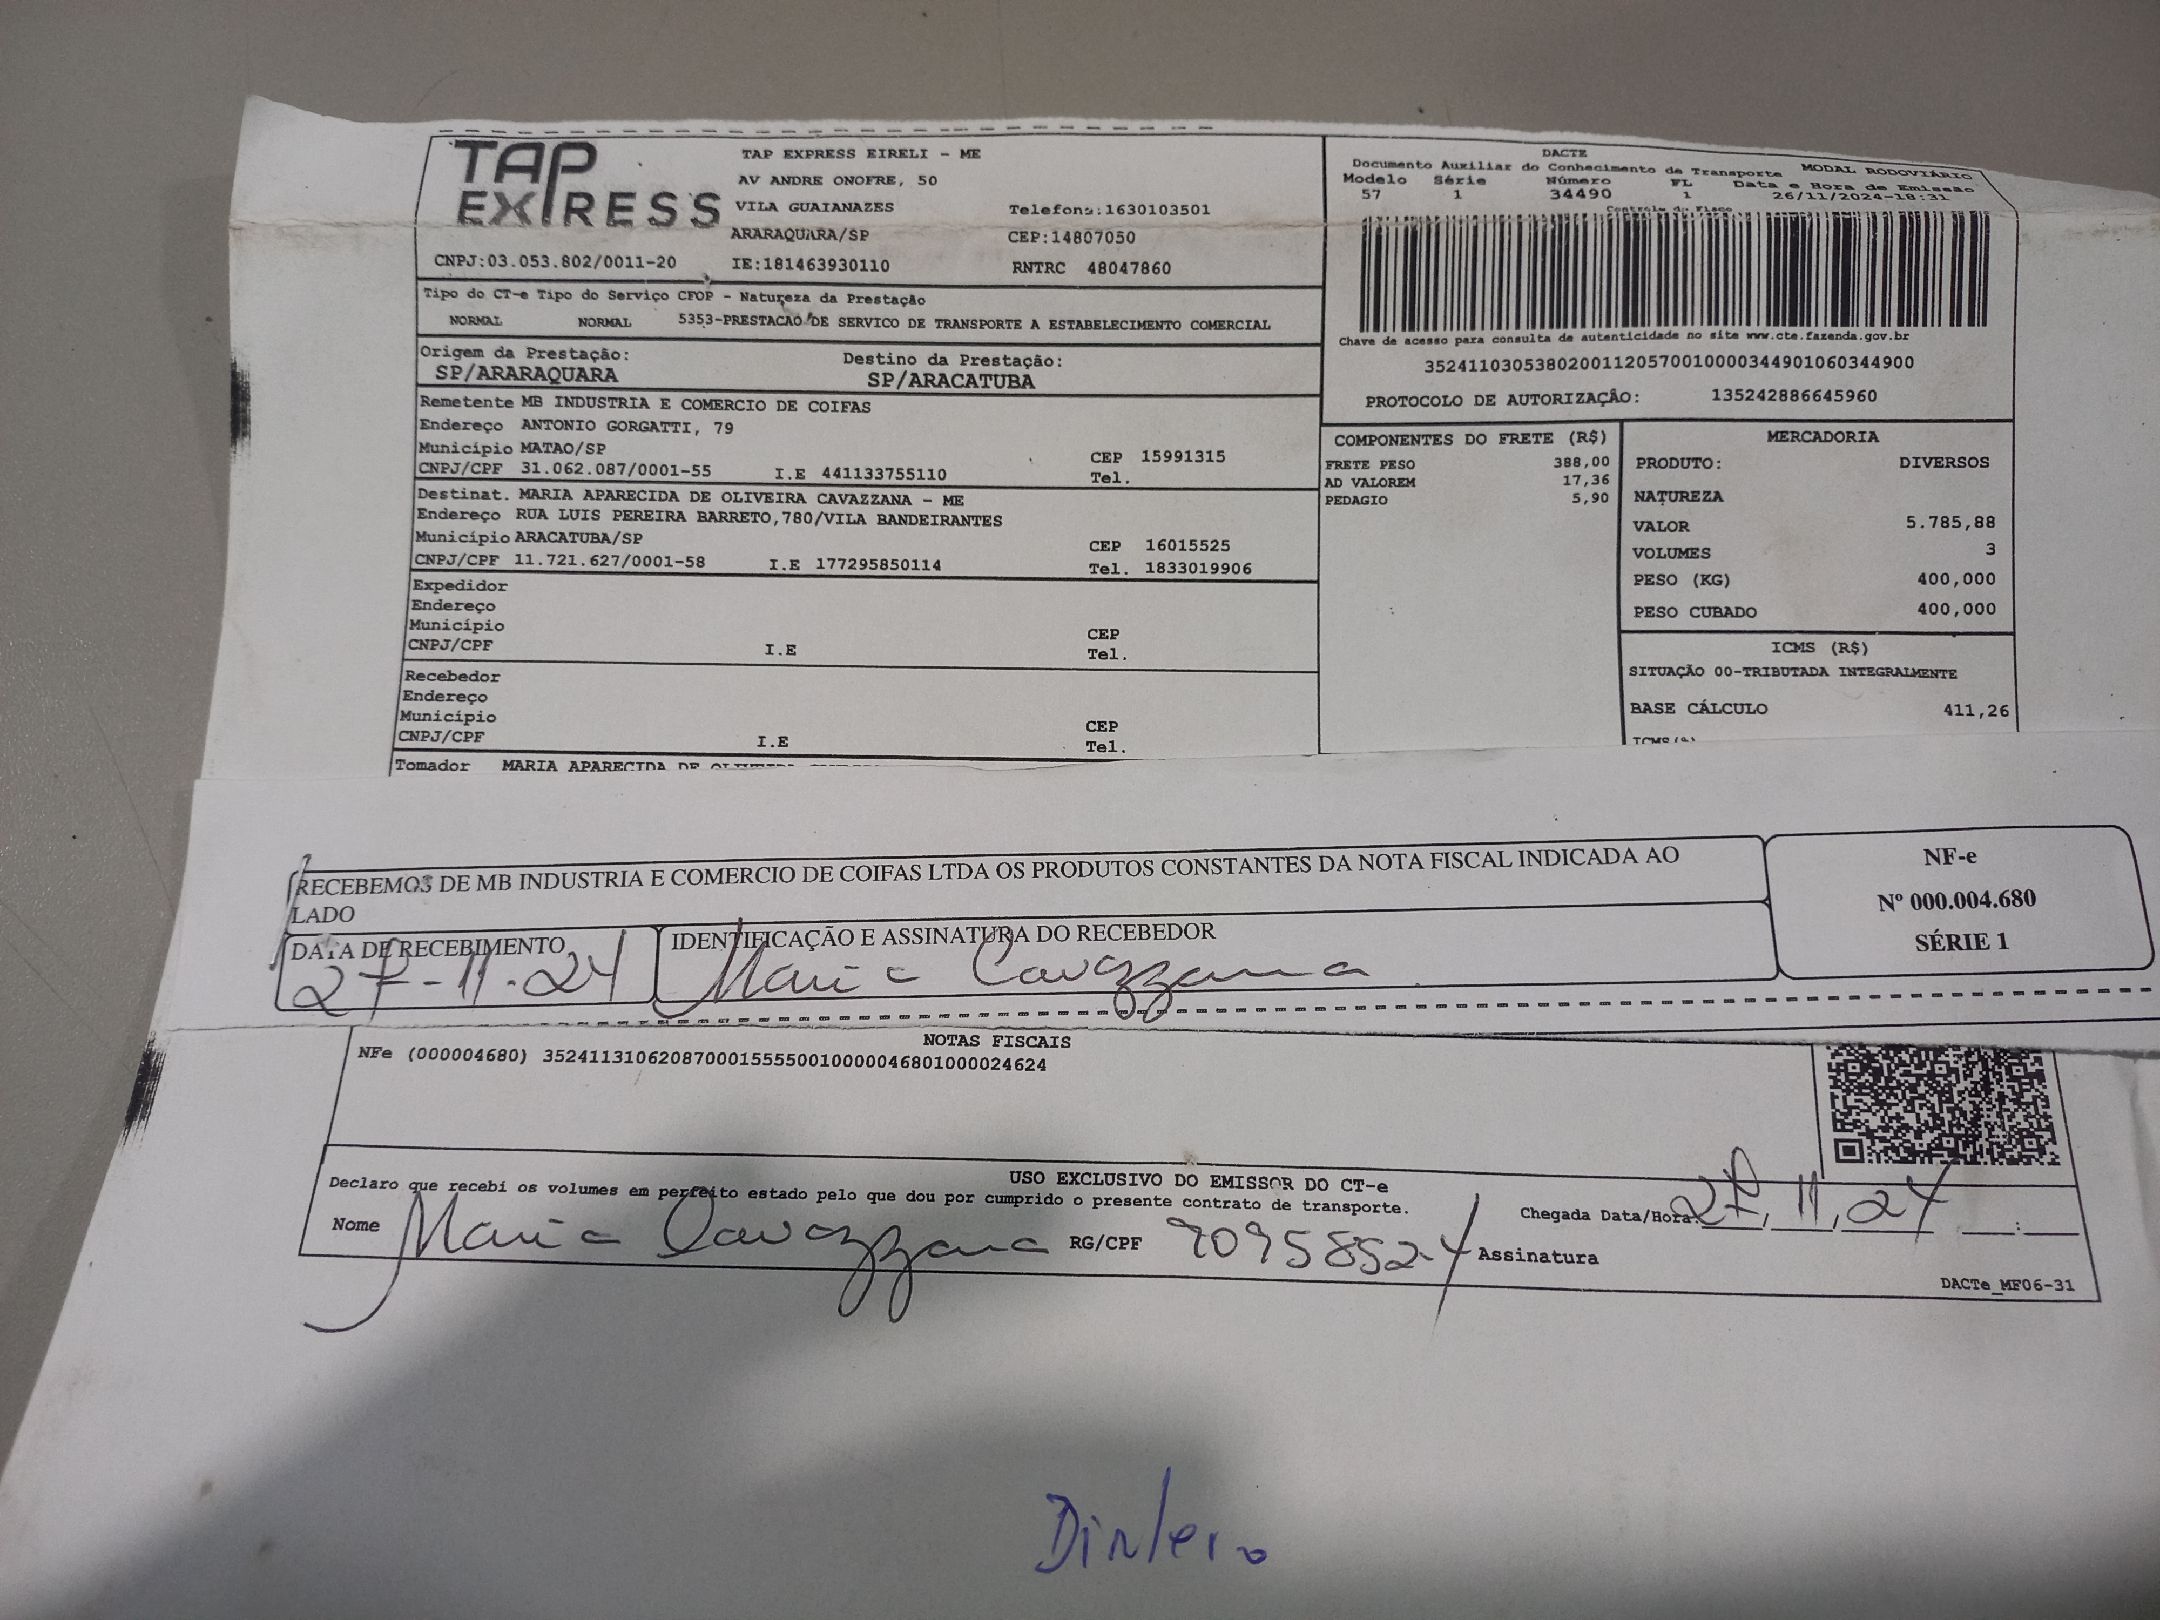 TAP EXPRESS
TAP EXPRESS EIRELI - ME
AV ANDRE ONOFRE, 50
VILA GUAIANAZES Telefone:1630103501
ARARAQUARA/SP CEP:14807050
CNPJ:03.053.802/0011-20 IE:181463930110 RNTRC 48047860
DACTE
Documento Auxiliar do Conhecimento de Transporte MODAL RODOVIÁRIO
Modelo Série Número FL Data e Hora de Emissão
57 1 34490 1 26/11/2024-18:31
Controle do Fisco
Chave de acesso para consulta de autenticidade no site www.cte.fazenda.gov.br
35241103053802001120570010000344901060344900
PROTOCOLO DE AUTORIZAÇÃO: 135242886645960
Tipo do CT-e Tipo do Serviço CFOP - Natureza da Prestação
NORMAL NORMAL 5353-PRESTACAO DE SERVICO DE TRANSPORTE A ESTABELECIMENTO COMERCIAL
Origem da Prestação: Destino da Prestação:
SP/ARARAQUARA SP/ARACATUBA
Remetente MB INDUSTRIA E COMERCIO DE COIFAS
Endereço ANTONIO GORGATTI, 79
Município MATAO/SP CEP 15991315
CNPJ/CPF 31.062.087/0001-55 I.E 441133755110 Tel.
Destinat. MARIA APARECIDA DE OLIVEIRA CAVAZZANA - ME
Endereço RUA LUIS PEREIRA BARRETO,780/VILA BANDEIRANTES
Município ARACATUBA/SP CEP 16015525
CNPJ/CPF 11.721.627/0001-58 I.E 177295850114 Tel. 1833019906
Expedidor
Endereço
Município CEP
CNPJ/CPF I.E Tel.
Recebedor
Endereço
Município CEP
CNPJ/CPF I.E Tel.
Tomador MARIA APARECIDA DE
COMPONENTES DO FRETE (R$)
FRETE PESO 388,00
AD VALOREM 17,36
PEDAGIO 5,90
MERCADORIA
PRODUTO: DIVERSOS
NATUREZA
VALOR 5.785,88
VOLUMES 3
PESO (KG) 400,000
PESO CUBADO 400,000
ICMS (R$)
SITUAÇÃO 00-TRIBUTADA INTEGRALMENTE
BASE CÁLCULO 411,26
RECEBEMOS DE MB INDUSTRIA E COMERCIO DE COIFAS LTDA OS PRODUTOS CONSTANTES DA NOTA FISCAL INDICADA AO
LADO
DATA DE RECEBIMENTO IDENTIFICAÇÃO E ASSINATURA DO RECEBEDOR
27-11-24 Maria Cavazzana
NF-e
Nº 000.004.680
SÉRIE 1
NOTAS FISCAIS
NFe (000004680) 35241131062087000155550010000046801000024624
USO EXCLUSIVO DO EMISSOR DO CT-e
Declaro que recebi os volumes em perfeito estado pelo que dou por cumprido o presente contrato de transporte.
Chegada Data/Hora: 27,11,24 :
Nome Maria Cavazzana RG/CPF 90958524 Assinatura
DACTe_MF06-31
Dinheiro